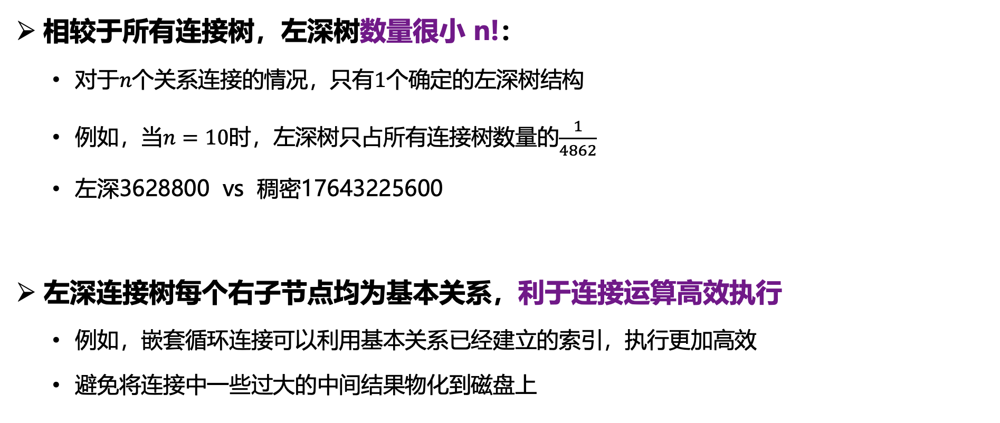 ➢ 相较于所有连接树，左深树数量很小 n!：
• 对于n个关系连接的情况，只有1个确定的左深树结构
• 例如，当n = 10时，左深树只占所有连接树数量的1/4862
• 左深3628800 vs 稠密17643225600
➢ 左深连接树每个右子节点均为基本关系，利于连接运算高效执行
• 例如，嵌套循环连接可以利用基本关系已经建立的索引，执行更加高效
• 避免将连接中一些过大的中间结果物化到磁盘上